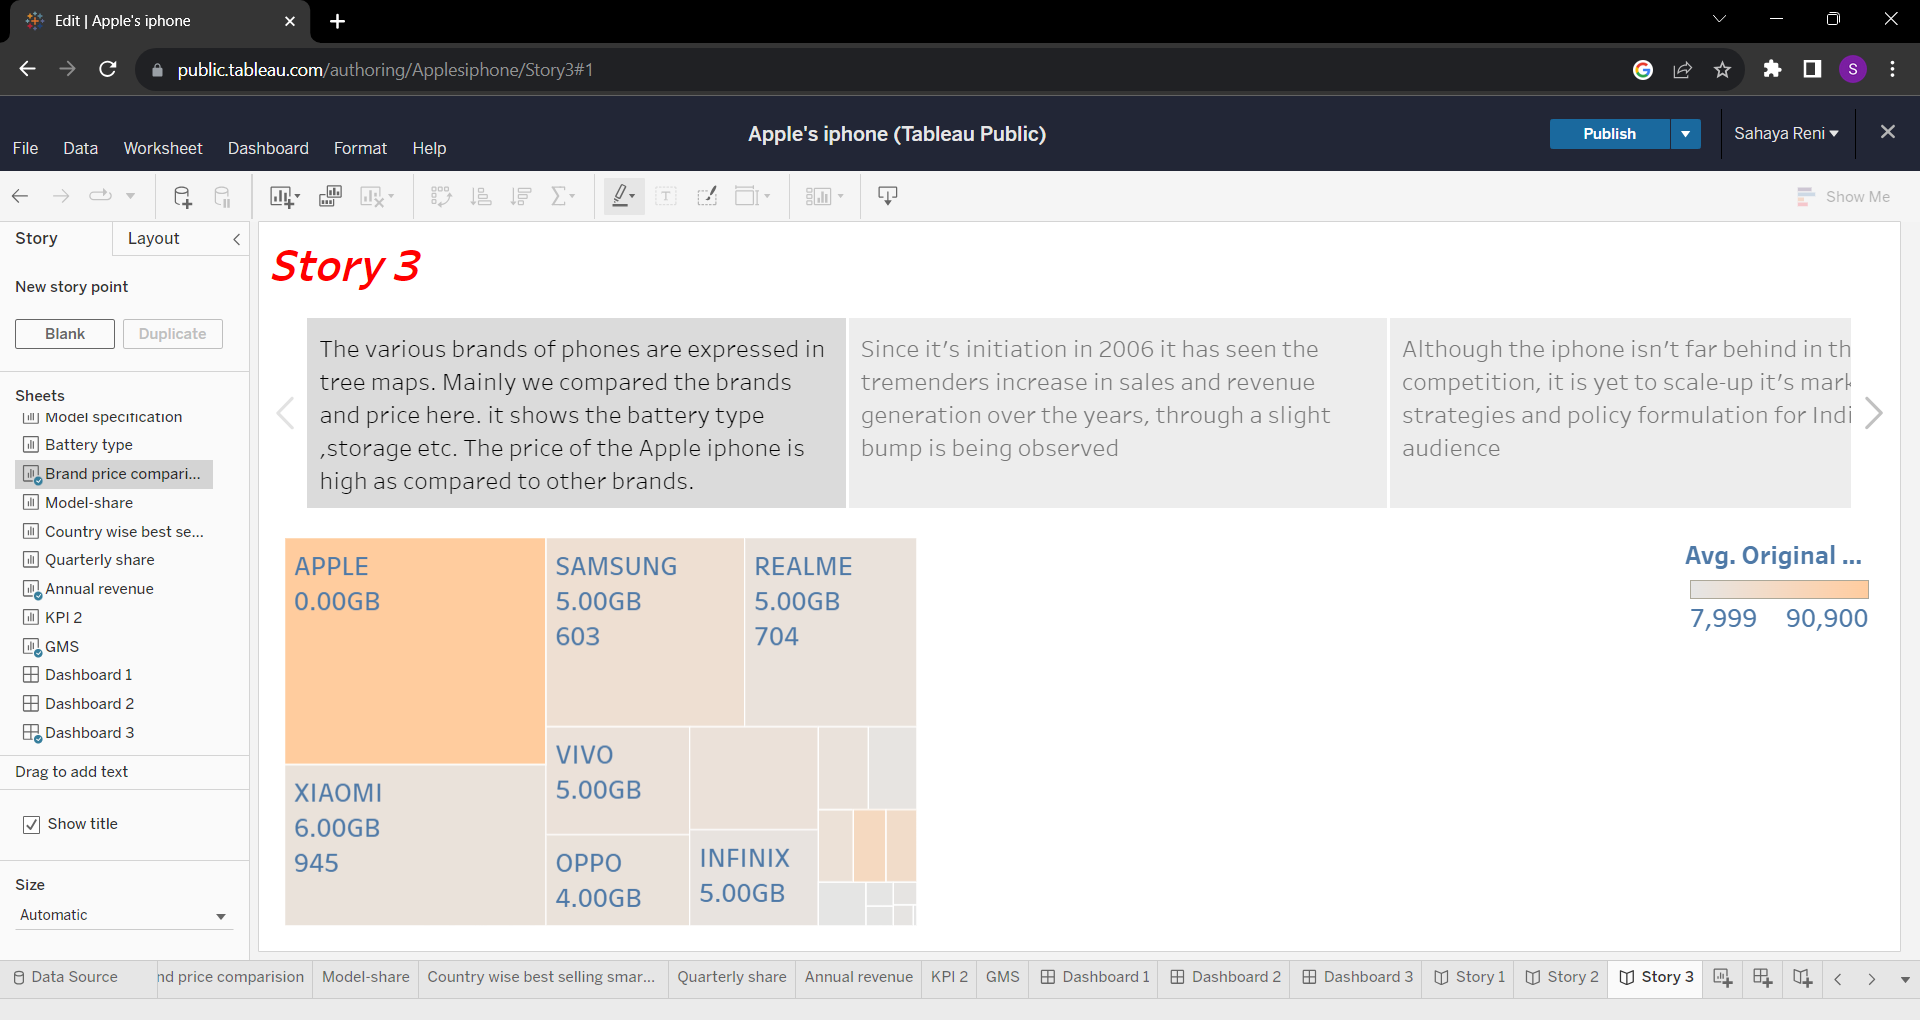 Edit | Apple's iphone
public.tableau.com/authoring/Applesiphone/Story3#1
S
Apple's iphone (Tableau Public)
Publish
Sahaya Reni
File Data Worksheet Dashboard Format Help
Show Me
Story Layout
New story point
Blank Duplicate
Sheets
Model specification
Battery type
Brand price compari...
Model-share
Country wise best se...
Quarterly share
Annual revenue
KPI 2
GMS
Dashboard 1
Dashboard 2
Dashboard 3
Drag to add text
Show title
Size
Automatic
Story 3
The various brands of phones are expressed in
tree maps. Mainly we compared the brands
and price here. it shows the battery type
,storage etc. The price of the Apple iphone is
high as compared to other brands.
Since it's initiation in 2006 it has seen the
tremenders increase in sales and revenue
generation over the years, through a slight
bump is being observed
Although the iphone isn't far behind in th
competition, it is yet to scale-up it's mark
strategies and policy formulation for Indi
audience
APPLE
0.00GB
SAMSUNG
5.00GB
603
REALME
5.00GB
704
XIAOMI
6.00GB
945
VIVO
5.00GB
OPPO
4.00GB
INFINIX
5.00GB
Avg. Original ...
7,999 90,900
Data Source nd price comparision Model-share Country wise best selling smar... Quarterly share Annual revenue KPI 2 GMS Dashboard 1 Dashboard 2 Dashboard 3 Story 1 Story 2 Story 3